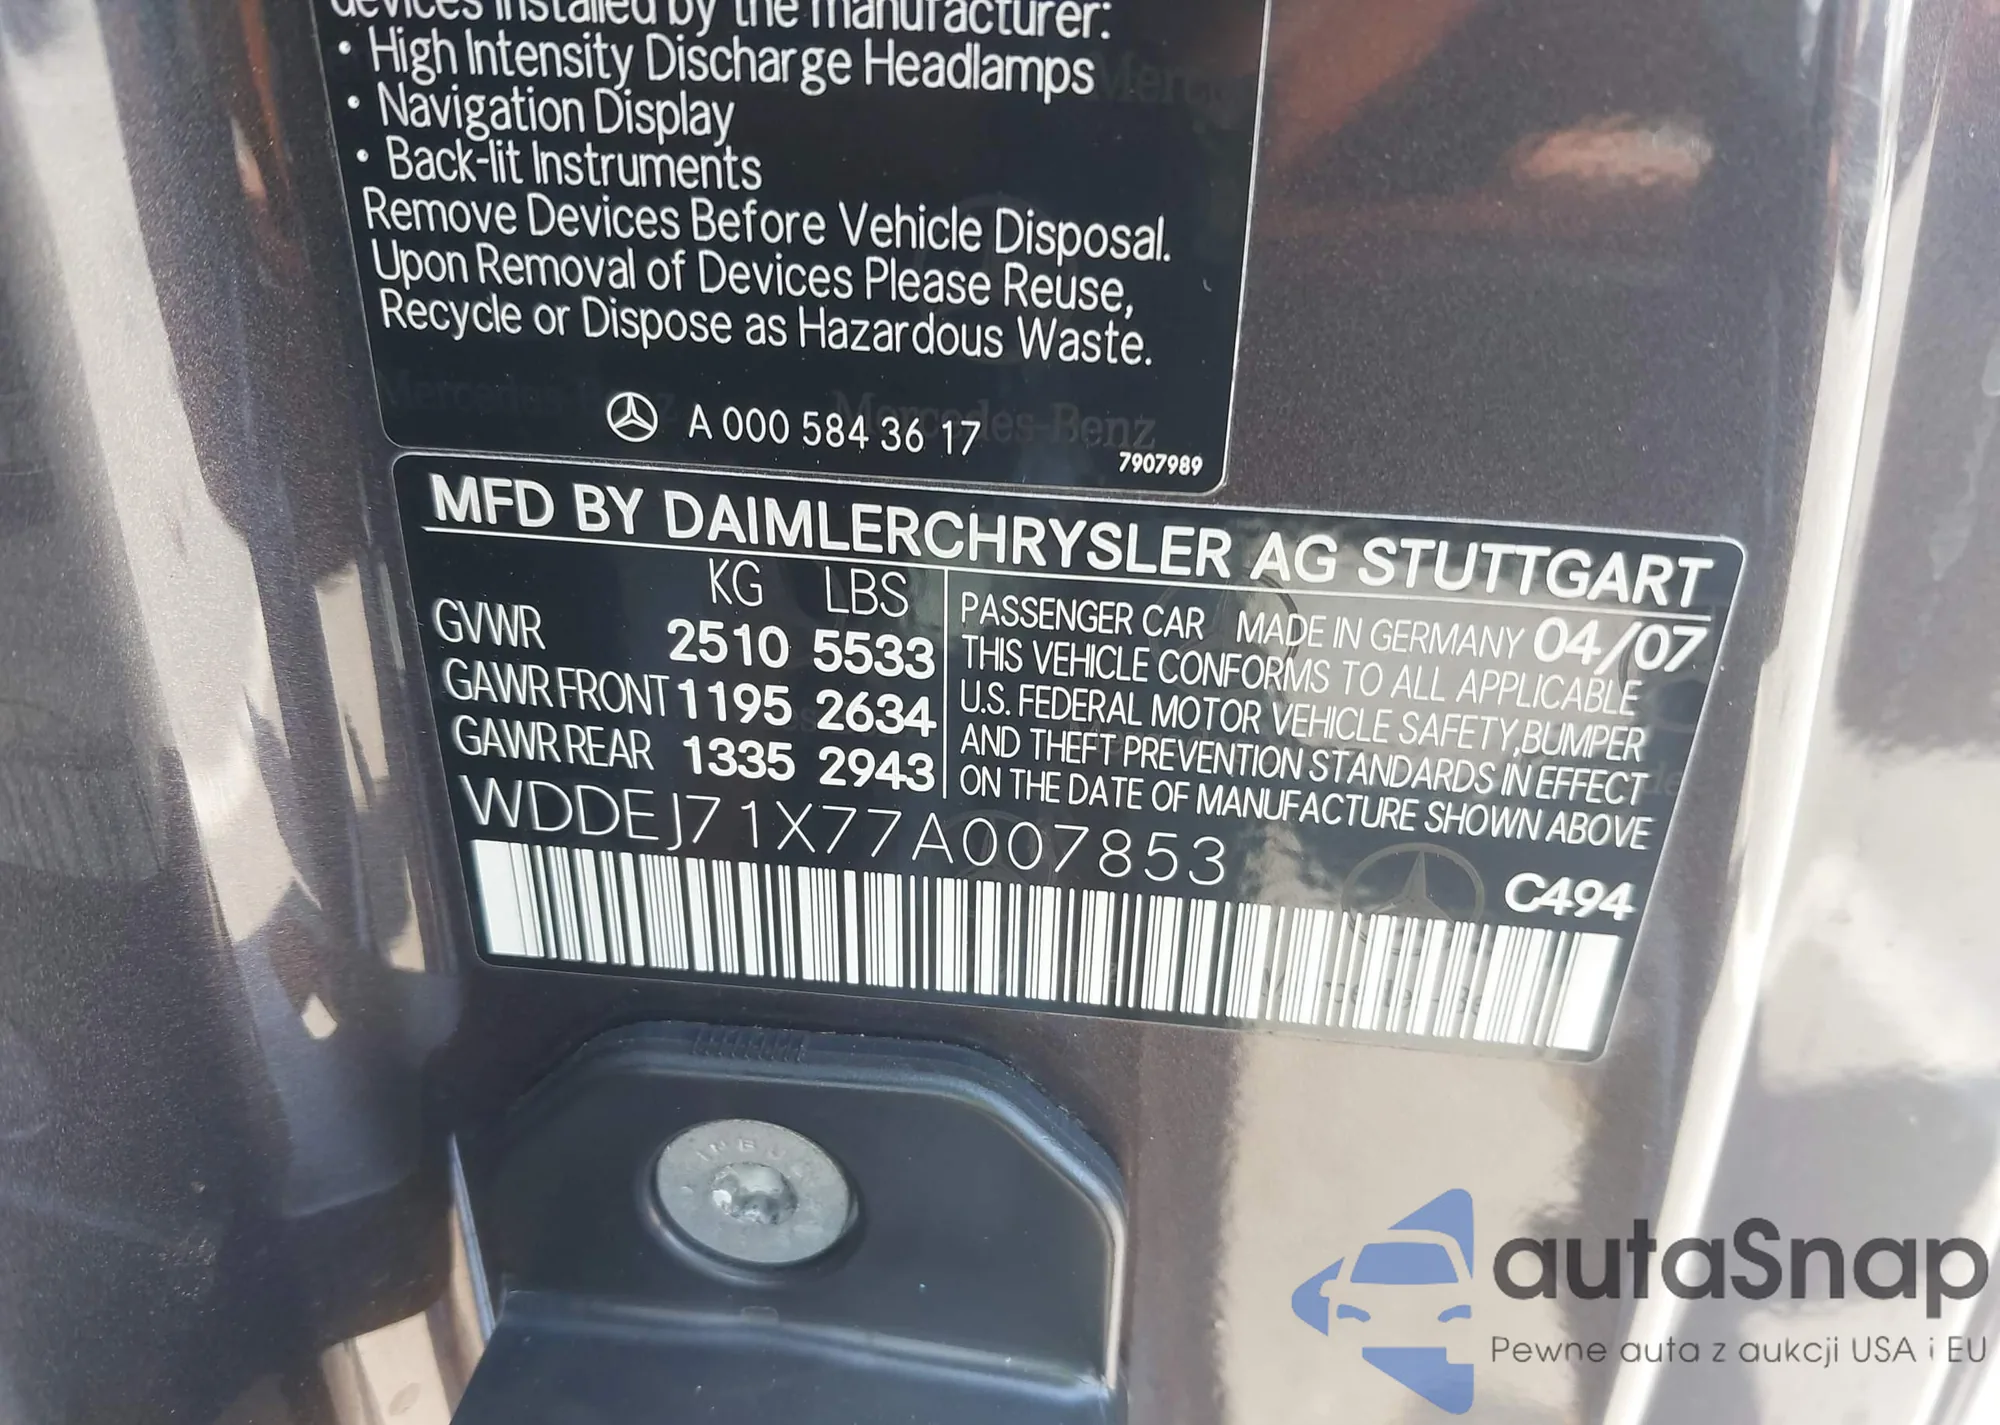 devices installed by the manufacturer:
• High Intensity Discharge Headlamps
• Navigation Display
• Back-lit Instruments
Remove Devices Before Vehicle Disposal.
Upon Removal of Devices Please Reuse,
Recycle or Dispose as Hazardous Waste.
A 000 584 36 17
7907989
MFD BY DAIMLERCHRYSLER AG STUTTGART
KG LBS
GVWR 2510 5533
GAWR FRONT 1195 2634
GAWR REAR 1335 2943
PASSENGER CAR MADE IN GERMANY 04/07
THIS VEHICLE CONFORMS TO ALL APPLICABLE
U.S. FEDERAL MOTOR VEHICLE SAFETY,BUMPER
AND THEFT PREVENTION STANDARDS IN EFFECT
ON THE DATE OF MANUFACTURE SHOWN ABOVE
WDDEJ71X77A007853
C494
autaSnap
Pewne auta z aukcji USA i EU